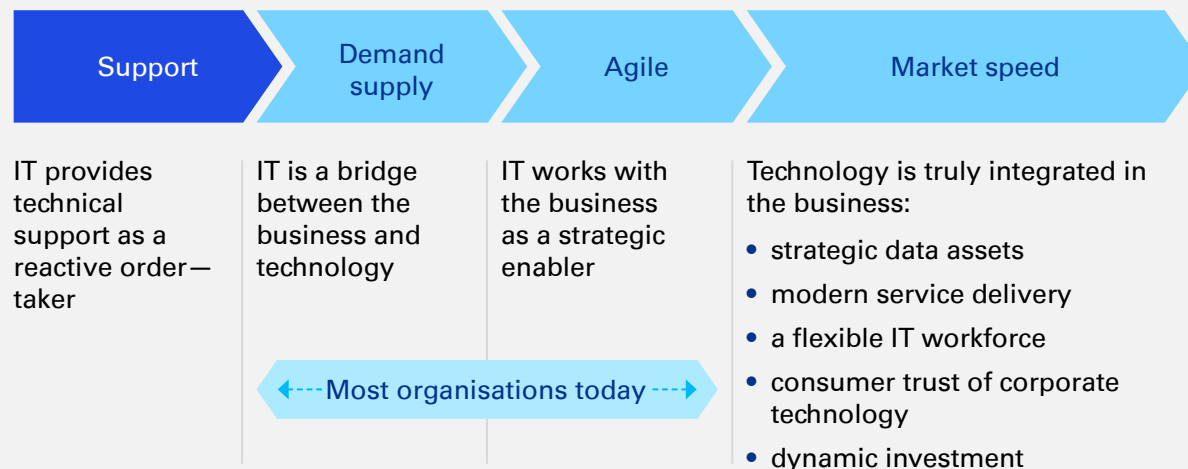 Support
Demand
supply
Agile
Market speed
IT provides
technical
support as a
reactive order—
taker
IT is a bridge
between the
business and
technology
IT works with
the business
as a strategic
enabler
Technology is truly integrated in
the business:
• strategic data assets
• modern service delivery
• a flexible IT workforce
• consumer trust of corporate
technology
• dynamic investment
Most organisations today